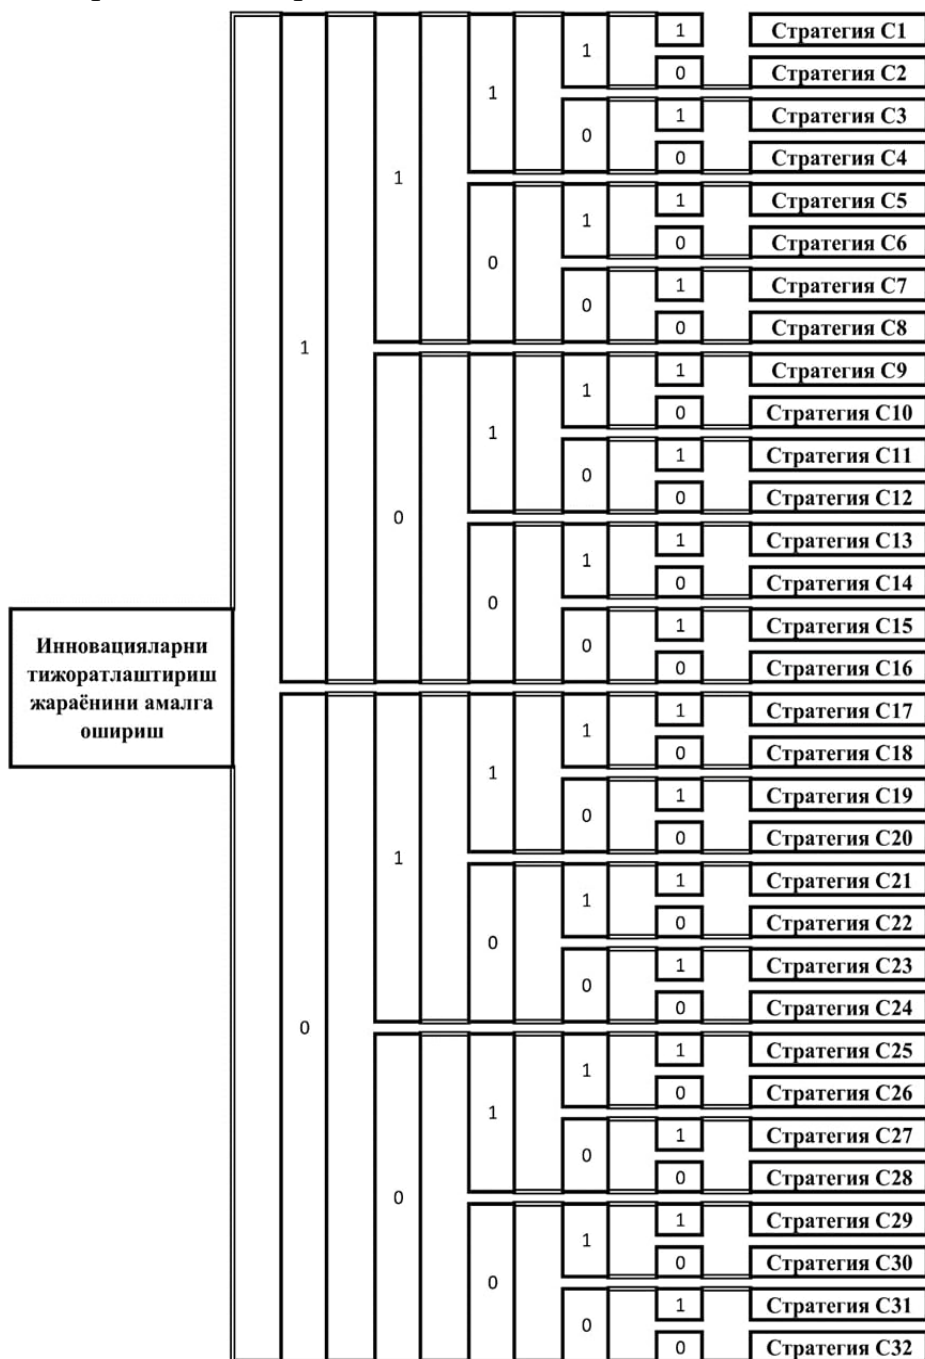 Инновацияларни
тижоратлаштириш
жараёнини амалга
ошириш
1 Стратегия С1
1
0 Стратегия С2
1
1 Стратегия С3
0
0 Стратегия С4
1
1 Стратегия С5
1
0 Стратегия С6
0
1 Стратегия С7
0
0 Стратегия С8
1
1 Стратегия С9
1
0 Стратегия С10
1
1 Стратегия С11
0
0 Стратегия С12
0
1 Стратегия С13
1
0 Стратегия С14
0
1 Стратегия С15
0
0 Стратегия С16
1 Стратегия С17
1
0 Стратегия С18
1
1 Стратегия С19
0
0 Стратегия С20
1
1 Стратегия С21
1
0 Стратегия С22
0
1 Стратегия С23
0
0 Стратегия С24
0
1 Стратегия С25
1
0 Стратегия С26
1
1 Стратегия С27
0
0 Стратегия С28
0
1 Стратегия С29
1
0 Стратегия С30
0
1 Стратегия С31
0
0 Стратегия С32